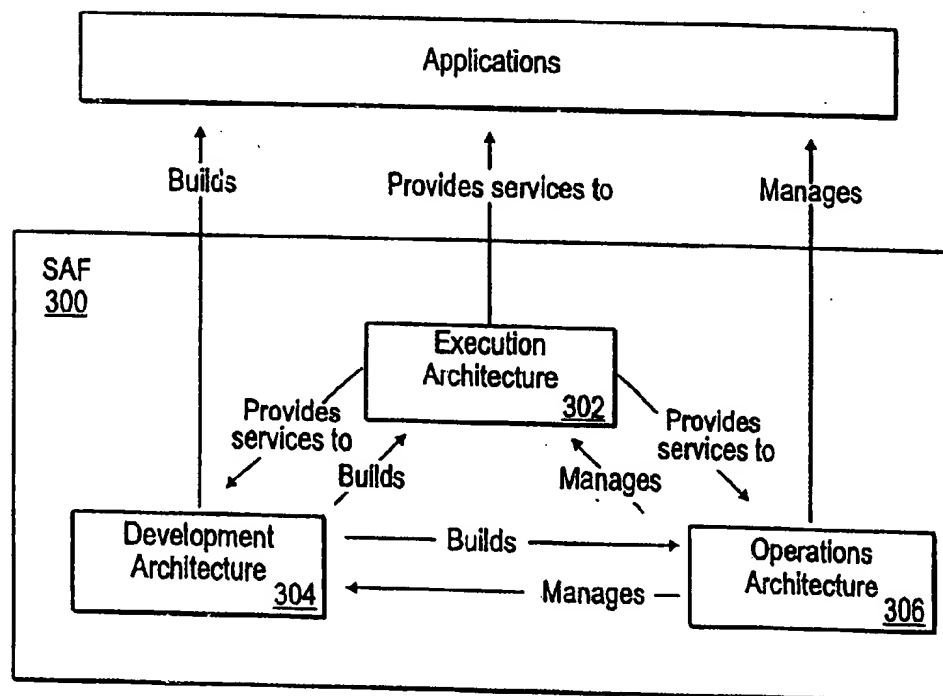 Applications
Builds
Provides services to
Manages
SAF
300
Execution
Architecture
302
Provides
services to
Provides
services to
Builds
Manages
Development
Architecture
304
Builds
Manages
Operations
Architecture
306